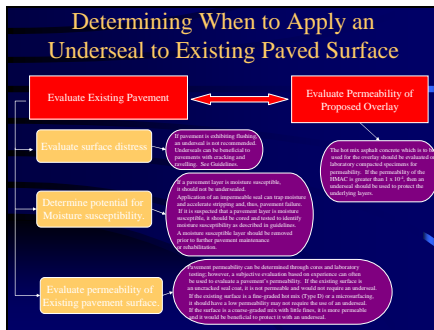 Determining When to Apply an
Underseal to Existing Paved Surface
Evaluate Existing Pavement
Evaluate Permeability of
Proposed Overlay
Evaluate surface distress
If pavement is exhibiting flushing,
an underseal is not recommended.
Underseals can be beneficial to
pavements with cracking and
ravelling. See Guidelines.
The hot mix asphalt concrete which is to be
used for the overlay should be evaluated on
laboratory compacted specimens for
permeability. If the permeability of the
HMAC is greater than 1 x 10⁻⁴, then an
underseal should be used to protect the
underlying layers.
Determine potential for
Moisture susceptibility.
If a pavement layer is moisture susceptible,
it should not be undersealed.
Application of an impermeable seal can trap moisture
and accelerate stripping and, thus, pavement failure.
If it is suspected that a pavement layer is moisture
susceptible, it should be cored and tested to identify
moisture susceptibility as described in guidelines.
A moisture susceptible layer should be removed
prior to further pavement maintenance
or rehabilitation.
Evaluate permeability of
Existing pavement surface
Pavement permeability can be determined through cores and laboratory
testing; however, a subjective evaluation based on experience can often
be used to evaluate a pavement's permeability. If the existing surface is
an uncracked seal coat, it is not permeable and would not require an underseal.
If the existing surface is a fine-graded hot mix (Type D) or a microsurfacing,
it should have a low permeability may not require the use of an underseal.
If the surface is a coarse-graded mix with little fines, it is more permeable
and it would be beneficial to protect it with an underseal.